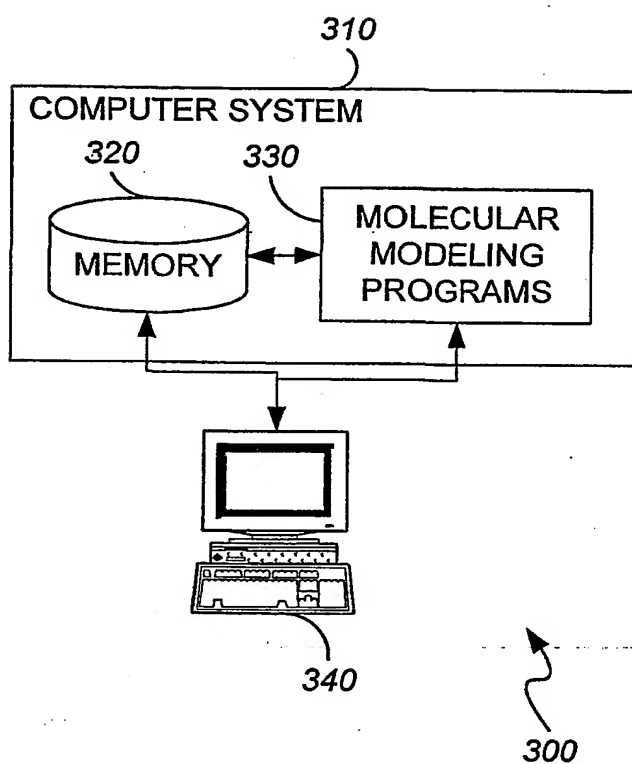 310
COMPUTER SYSTEM
320
330
MEMORY
MOLECULAR
MODELING
PROGRAMS
340
300